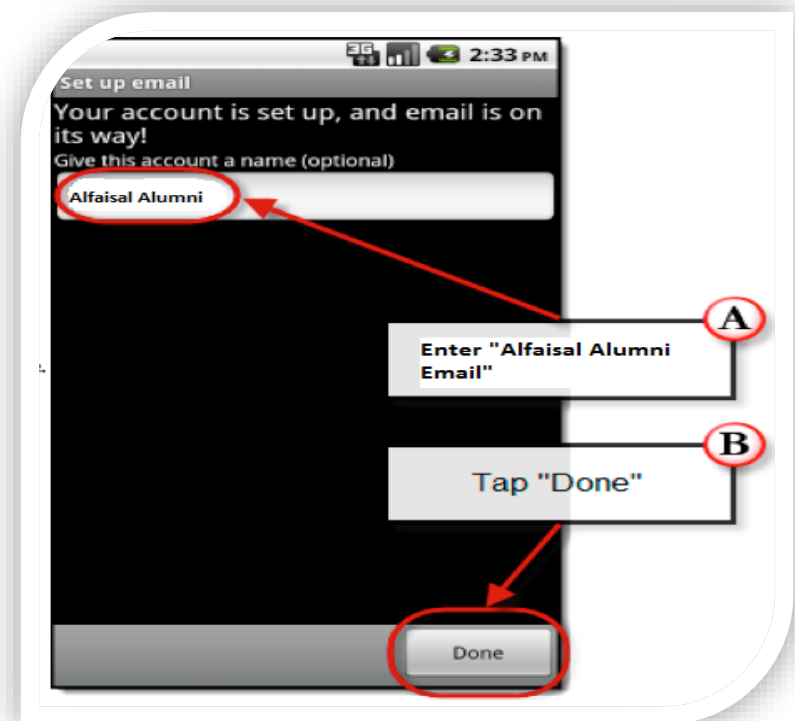 3G 2:33 PM
Set up email
Your account is set up, and email is on
its way!
Give this account a name (optional)
Alfaisal Alumni
A
Enter "Alfaisal Alumni
Email"
B
Tap "Done"
Done